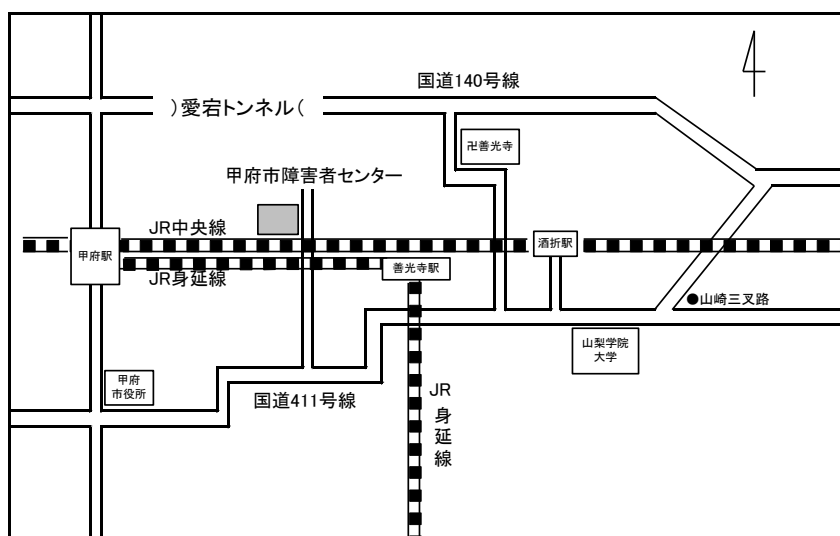 国道140号線
)愛宕トンネル(
卍善光寺
甲府市障害者センター
JR中央線
甲府駅
酒折駅
善光寺駅
JR身延線
●山崎三叉路
山梨学院
大学
甲府
市役所
国道411号線
JR
身
延
線